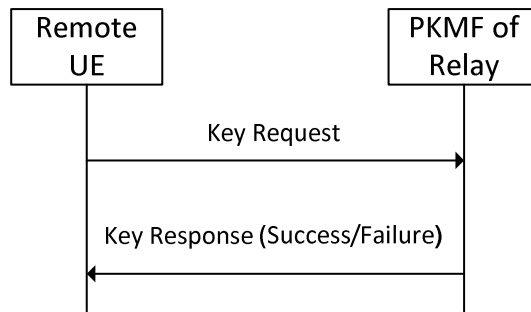 Remote
UE
PKMF of
Relay
Key Request
Key Response (Success/Failure)